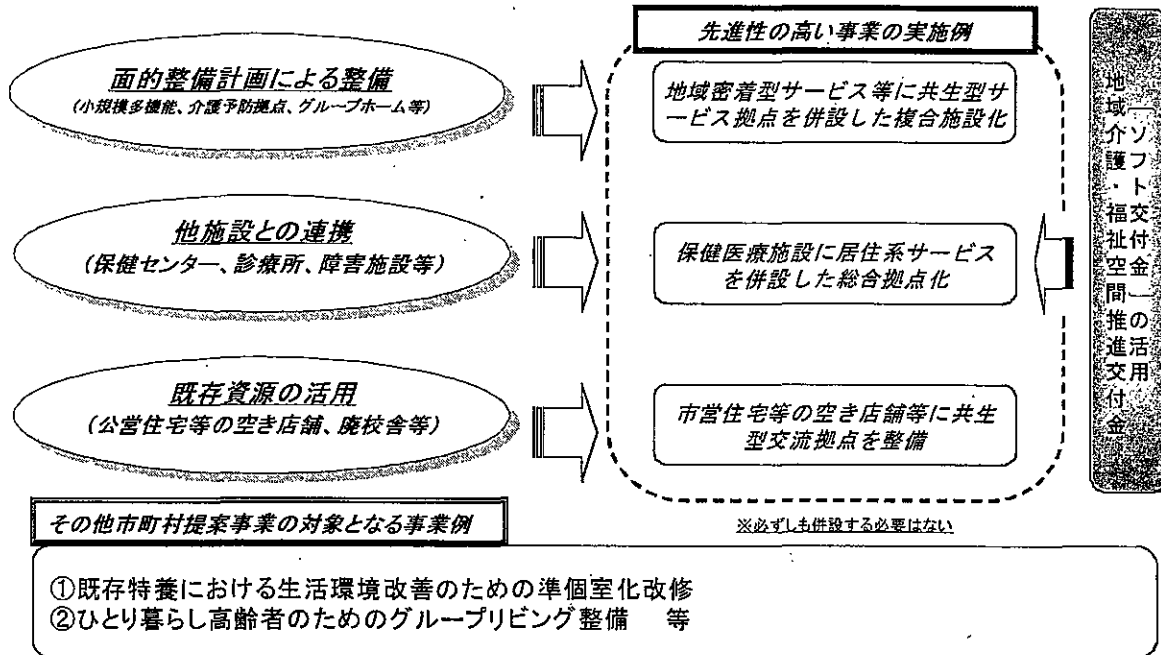 面的整備計画による整備
(小規模多機能、介護予防拠点、グループホーム等)
他施設との連携
(保健センター、診療所、障害施設等)
既存資源の活用
(公営住宅等の空き店舗、廃校舎等)
先進性の高い事業の実施例
地域密着型サービス等に共生型サ
ービス拠点を併設した複合施設化
保健医療施設に居住系サービス
を併設した総合拠点化
市営住宅等の空き店舗等に共生
型交流拠点を整備
※必ずしも併設する必要はない
「ソフト交付金」の活用
地域介護・福祉空間推進交付金
その他市町村提案事業の対象となる事業例
①既存特養における生活環境改善のための準個室化改修
②ひとり暮らし高齢者のためのグループリビング整備 等